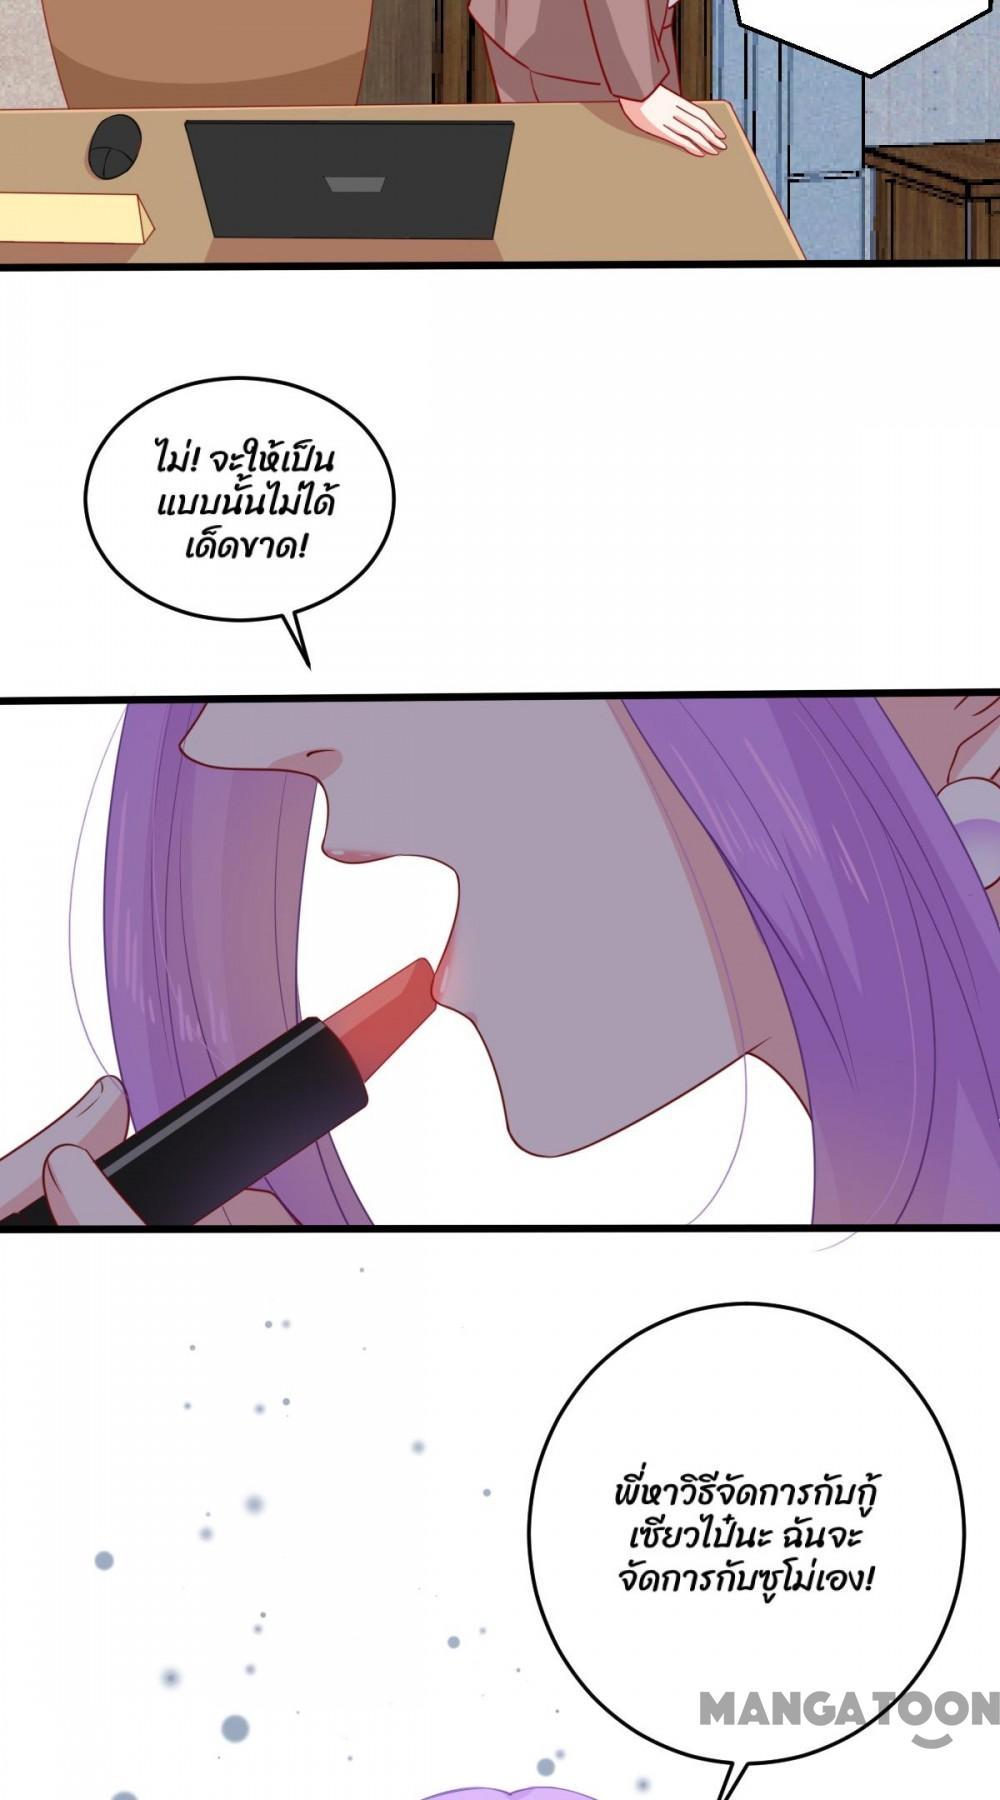 ไม่! จะให้เป็น
แบบนั้นไม่ได้
เด็ดขาด!
พี่หาวิธีจัดการกับกู้
เซียวไป๋นะ ฉันจะ
จัดการกับซูโม่เอง!
MANGATOON